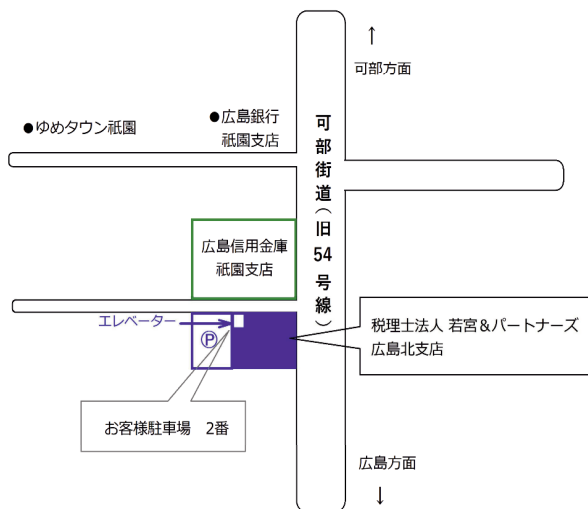 ↑
可部方面
●ゆめタウン祇園
●広島銀行
祇園支店
可部街道(旧54号線)
広島信用金庫
祇園支店
エレベーター
Ⓟ
税理士法人 若宮&パートナーズ
広島北支店
お客様駐車場 2番
広島方面
↓